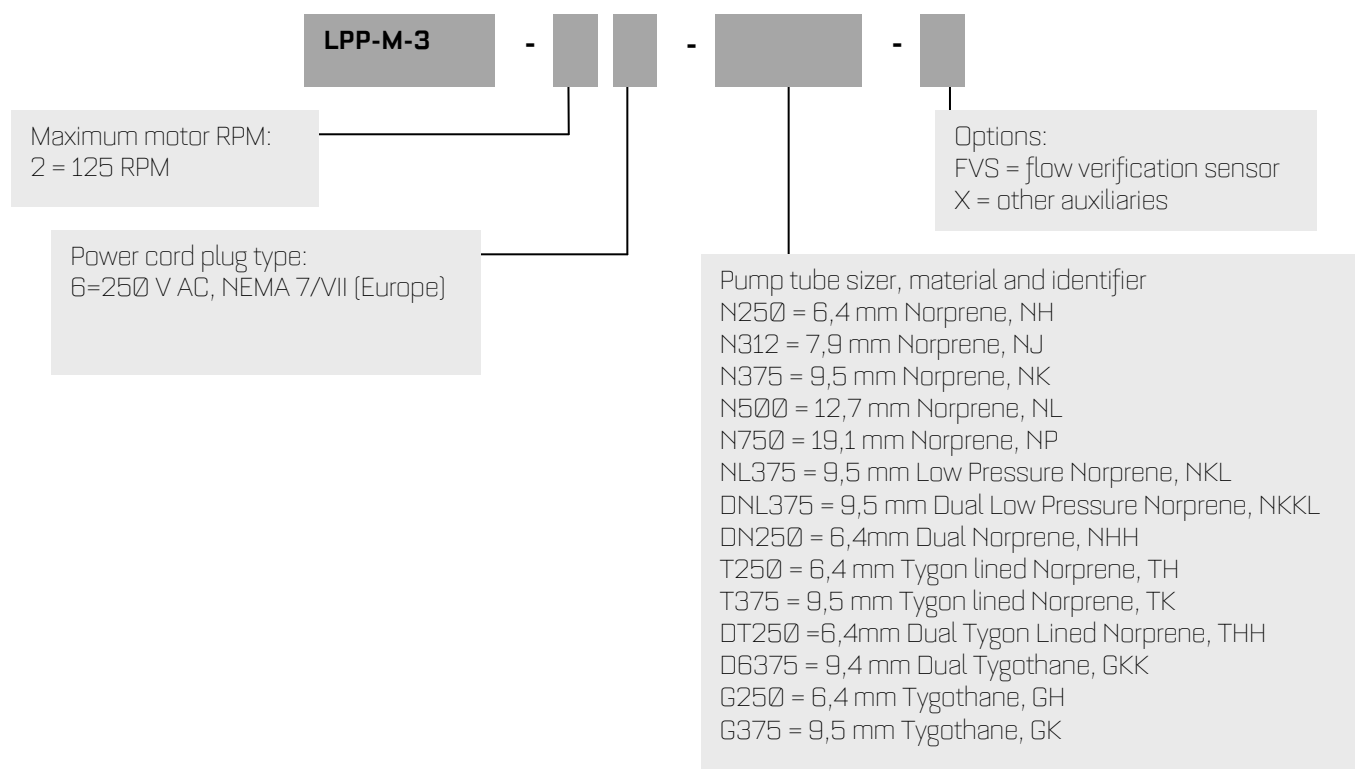 LPP-M-3 - - -
Maximum motor RPM:
2 = 125 RPM
Options:
FVS = flow verification sensor
X = other auxiliaries
Power cord plug type:
6=250 V AC, NEMA 7/VII (Europe)
Pump tube sizer, material and identifier
N250 = 6,4 mm Norprene, NH
N312 = 7,9 mm Norprene, NJ
N375 = 9,5 mm Norprene, NK
N500 = 12,7 mm Norprene, NL
N750 = 19,1 mm Norprene, NP
NL375 = 9,5 mm Low Pressure Norprene, NKL
DNL375 = 9,5 mm Dual Low Pressure Norprene, NKKL
DN250 = 6,4mm Dual Norprene, NHH
T250 = 6,4 mm Tygon lined Norprene, TH
T375 = 9,5 mm Tygon lined Norprene, TK
DT250 =6,4mm Dual Tygon Lined Norprene, THH
D6375 = 9,4 mm Dual Tygothane, GKK
G250 = 6,4 mm Tygothane, GH
G375 = 9,5 mm Tygothane, GK